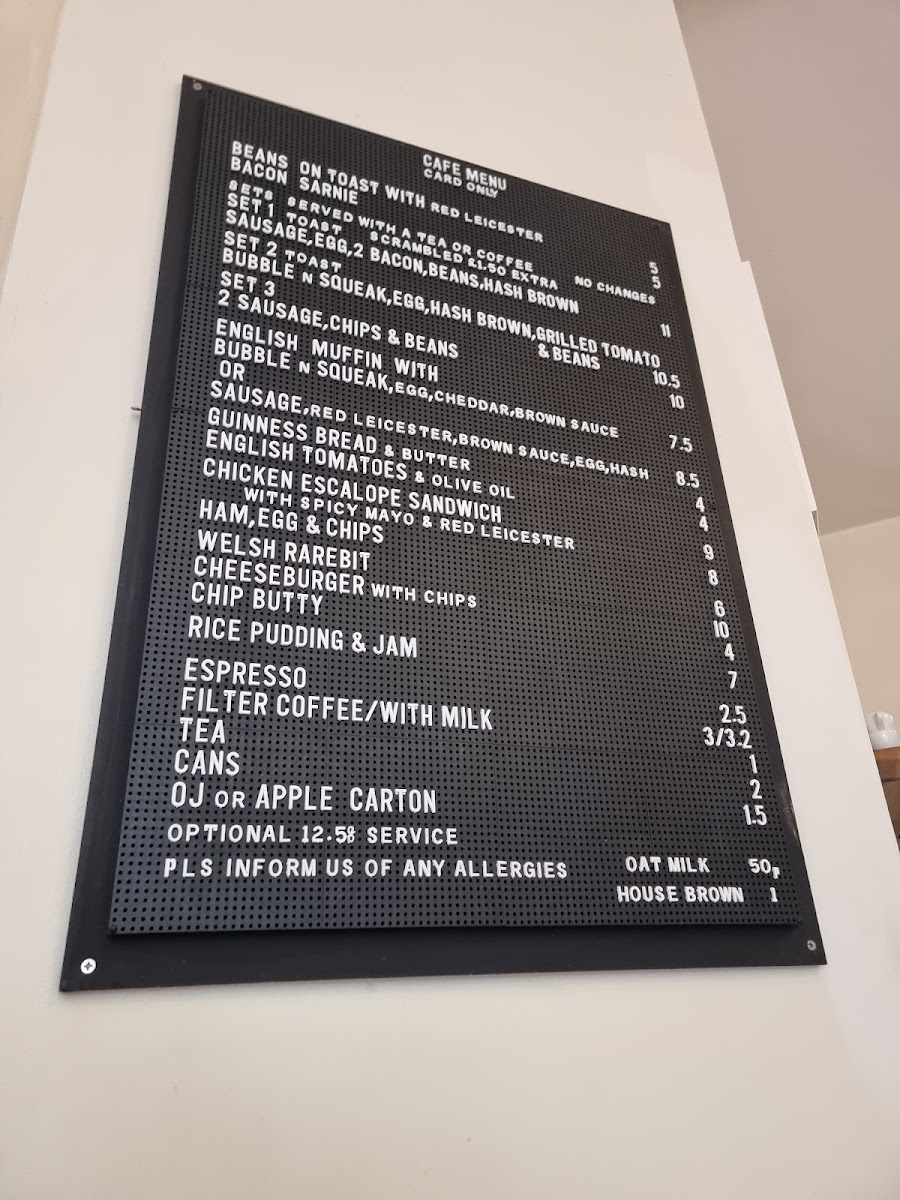 CAFE MENU
CARD ONLY
BEANS ON TOAST WITH RED LEICESTER 5
BACON SARNIE 5
SETS SERVED WITH A TEA OR COFFEE NO CHANGES
SET 1 TOAST SCRAMBLED £1.50 EXTRA
SAUSAGE,EGG,2 BACON,BEANS,HASH BROWN 11
SET 2 TOAST
BUBBLE N SQUEAK,EGG,HASH BROWN,GRILLED TOMATO
& BEANS 10.5
SET 3
2 SAUSAGE,CHIPS & BEANS 10
ENGLISH MUFFIN WITH
BUBBLE N SQUEAK,EGG,CHEDDAR,BROWN SAUCE 7.5
OR
SAUSAGE,RED LEICESTER,BROWN SAUCE,EGG,HASH 8.5
GUINNESS BREAD & BUTTER 4
ENGLISH TOMATOES & OLIVE OIL 4
CHICKEN ESCALOPE SANDWICH 9
WITH SPICY MAYO & RED LEICESTER
HAM,EGG & CHIPS 8
WELSH RAREBIT 6
CHEESEBURGER WITH CHIPS 10
CHIP BUTTY 4
RICE PUDDING & JAM 7
ESPRESSO 2.5
FILTER COFFEE/WITH MILK 3/3.2
TEA 1
CANS 2
OJ OR APPLE CARTON 1.5
OPTIONAL 12.5% SERVICE
PLS INFORM US OF ANY ALLERGIES
OAT MILK 50p
HOUSE BROWN 1